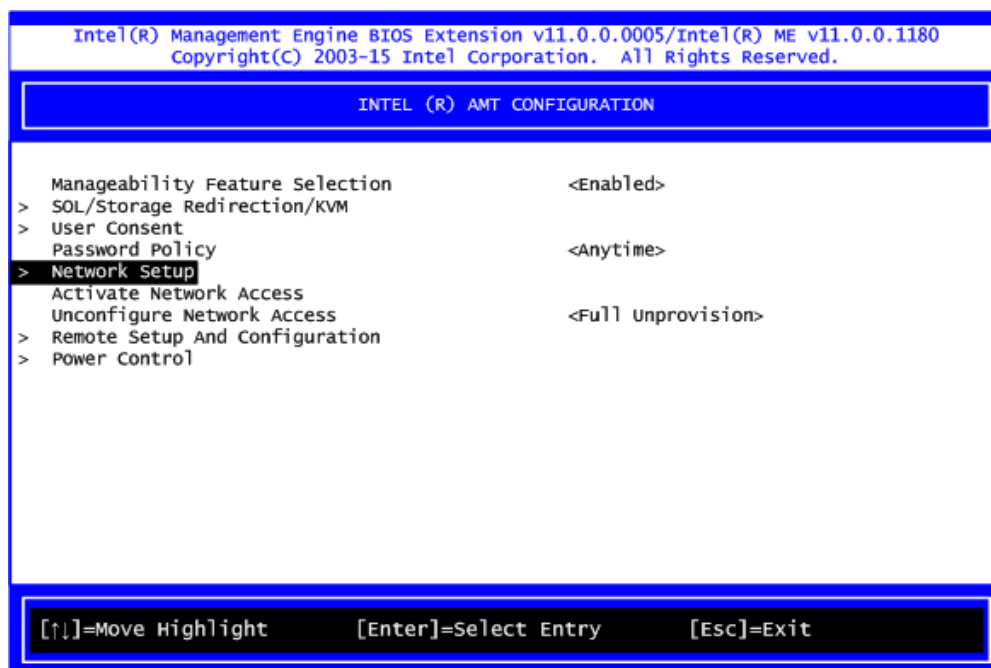 Intel(R) Management Engine BIOS Extension v11.0.0.0005/Intel(R) ME v11.0.0.1180
Copyright(C) 2003-15 Intel Corporation. All Rights Reserved.
INTEL (R) AMT CONFIGURATION
Manageability Feature Selection <Enabled>
> SOL/Storage Redirection/KVM
> User Consent
Password Policy <Anytime>
> Network Setup
Activate Network Access
Unconfigure Network Access <Full Unprovision>
> Remote Setup And Configuration
> Power Control
[↑↓]=Move Highlight [Enter]=Select Entry [Esc]=Exit